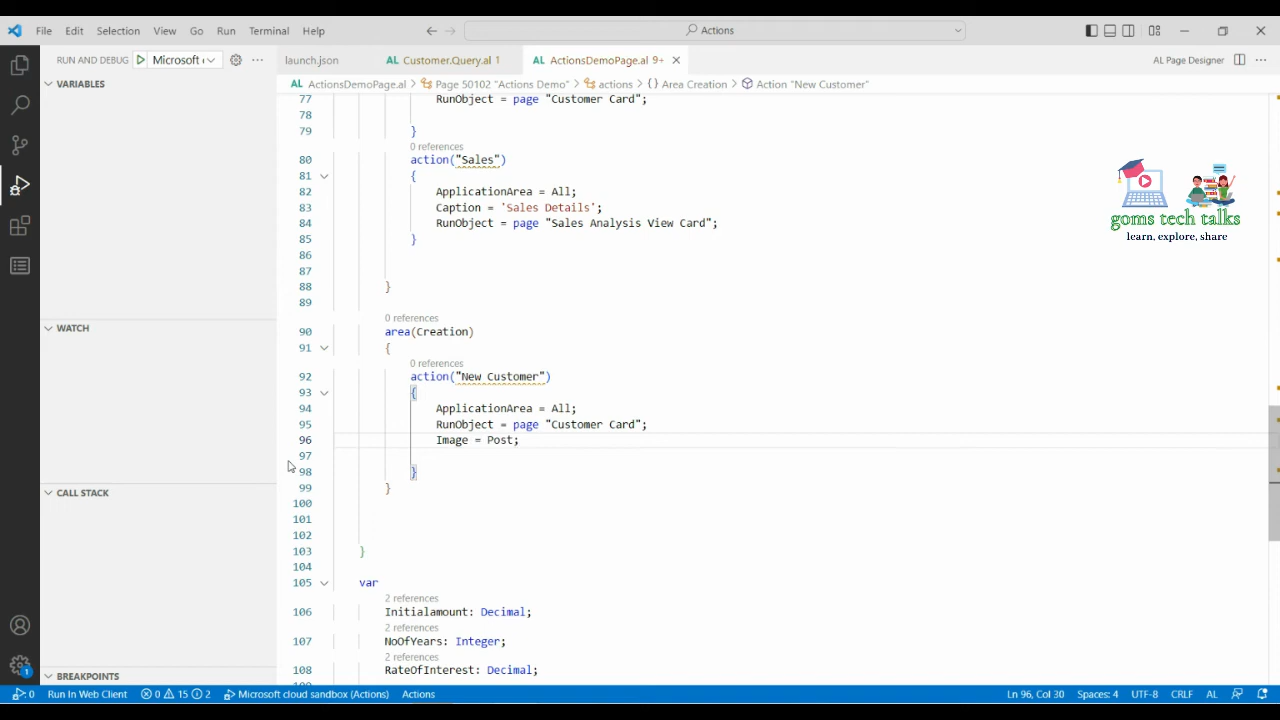 File Edit Selection View Go Run Terminal Help
Actions
RUN AND DEBUG Microsoft
launch.json
Customer.Query.al 1
ActionsDemoPage.al 9+
AL Page Designer
VARIABLES
ActionsDemoPage.al > Page 50102 "Actions Demo" > actions > Area Creation > Action "New Customer"
77 RunObject = page "Customer Card";
78
79 }
0 references
80 action("Sales")
81 {
82 ApplicationArea = All;
83 Caption = 'Sales Details';
84 RunObject = page "Sales Analysis View Card";
85 }
86
87
88 }
89
0 references
90 area(Creation)
91 {
0 references
92 action("New Customer")
93 {
94 ApplicationArea = All;
95 RunObject = page "Customer Card";
96 Image = Post;
97
98 }
99 }
100
101
102
103 }
104
105 var
2 references
106 Initialamount: Decimal;
2 references
107 NoOfYears: Integer;
2 references
108 RateOfInterest: Decimal;
goms tech talks
learn, explore, share
WATCH
CALL STACK
BREAKPOINTS
1
0 Run In Web Client 0 15 2 Microsoft cloud sandbox (Actions) Actions
Ln 96, Col 30 Spaces: 4 UTF-8 CRLF AL